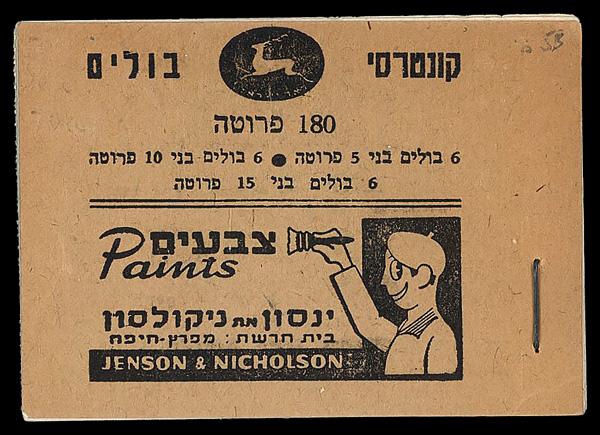 קונטרסי בולים
180 פרוטה
6 בולים בני 5 פרוטה ● 6 בולים בני 10 פרוטה
6 בולים בני 15 פרוטה
צבעים
Paints
ינסון את ניקולסון
בית חרשת: מפרץ-חיפה
JENSON & NICHOLSON